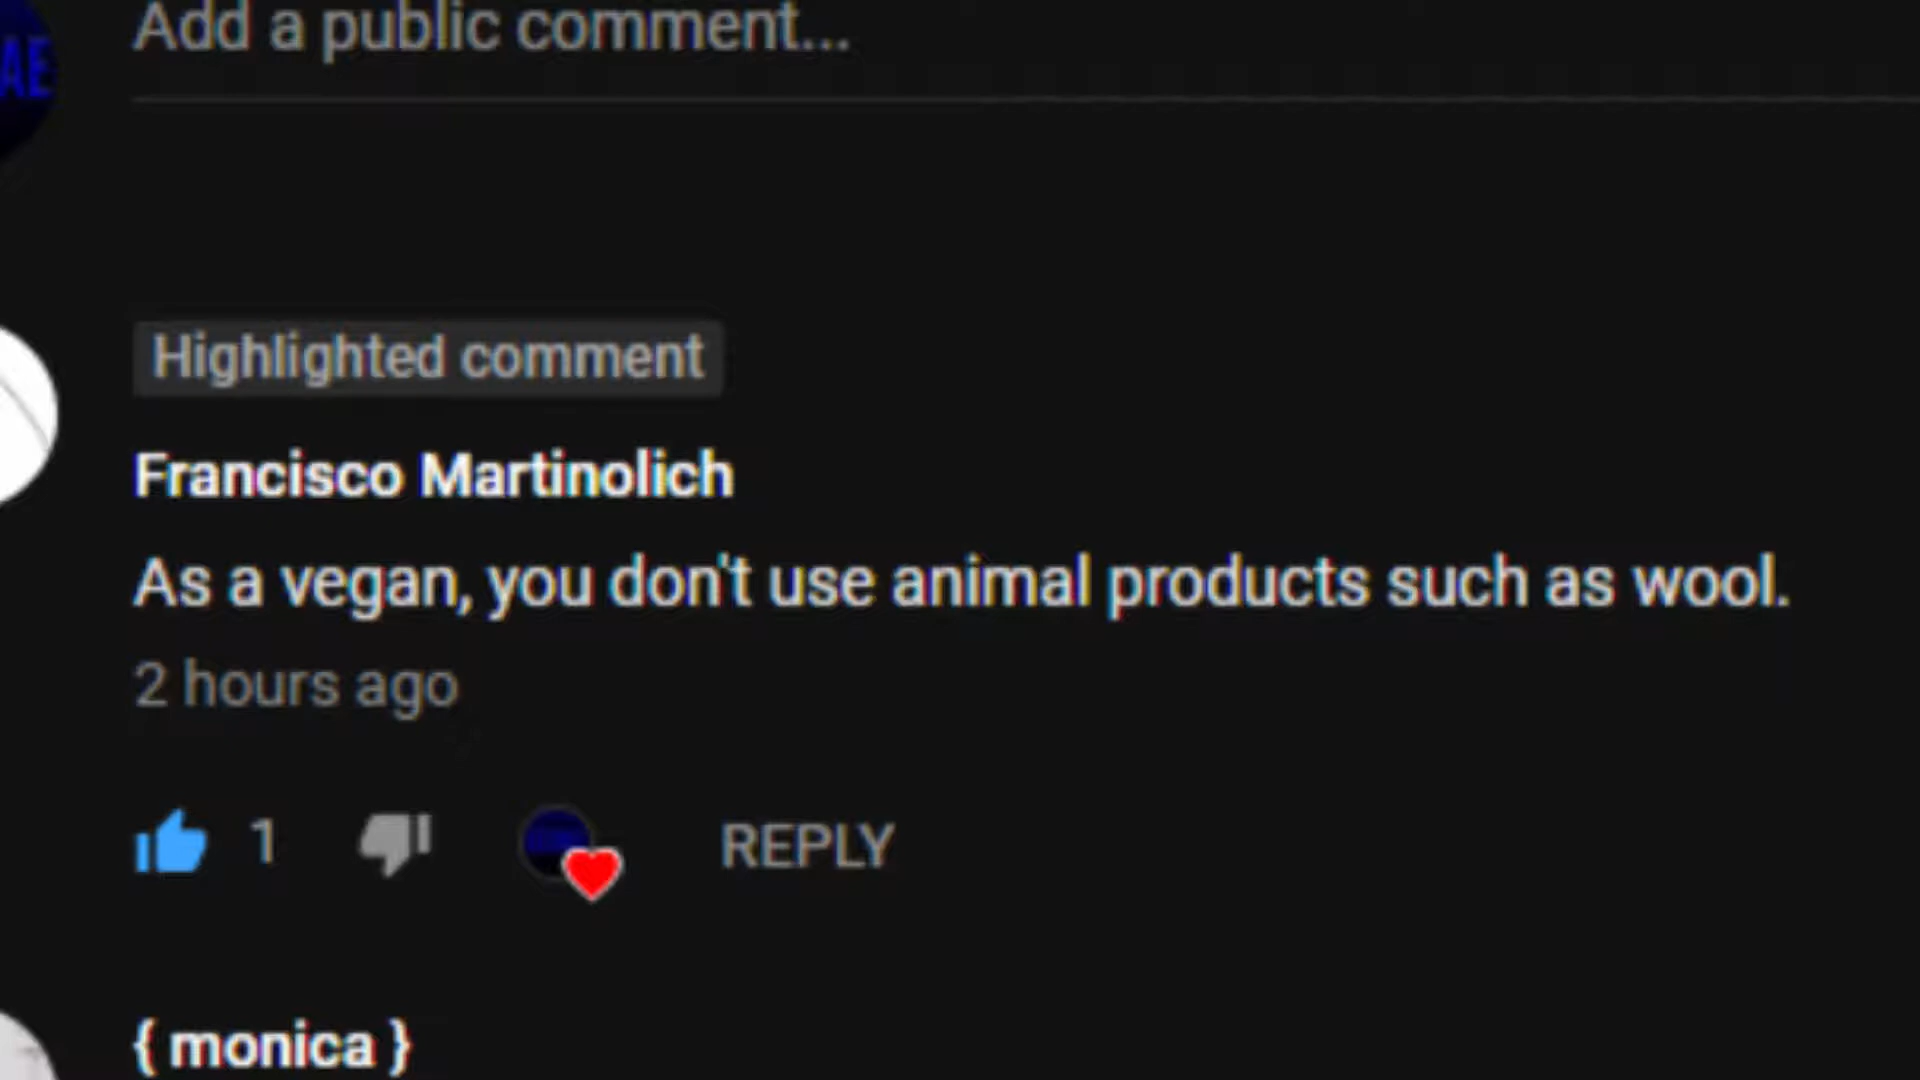 AE
Add a public comment...
Highlighted comment
Francisco Martinolich
As a vegan, you don't use animal products such as wool.
2 hours ago
1
REPLY
{ monica }